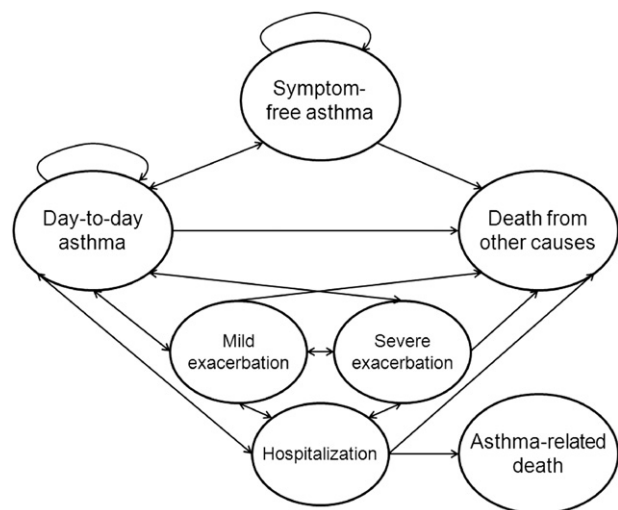 Symptom-
free asthma
Day-to-day
asthma
Death from
other causes
Mild
exacerbation
Severe
exacerbation
Hospitalization
Asthma-related
death